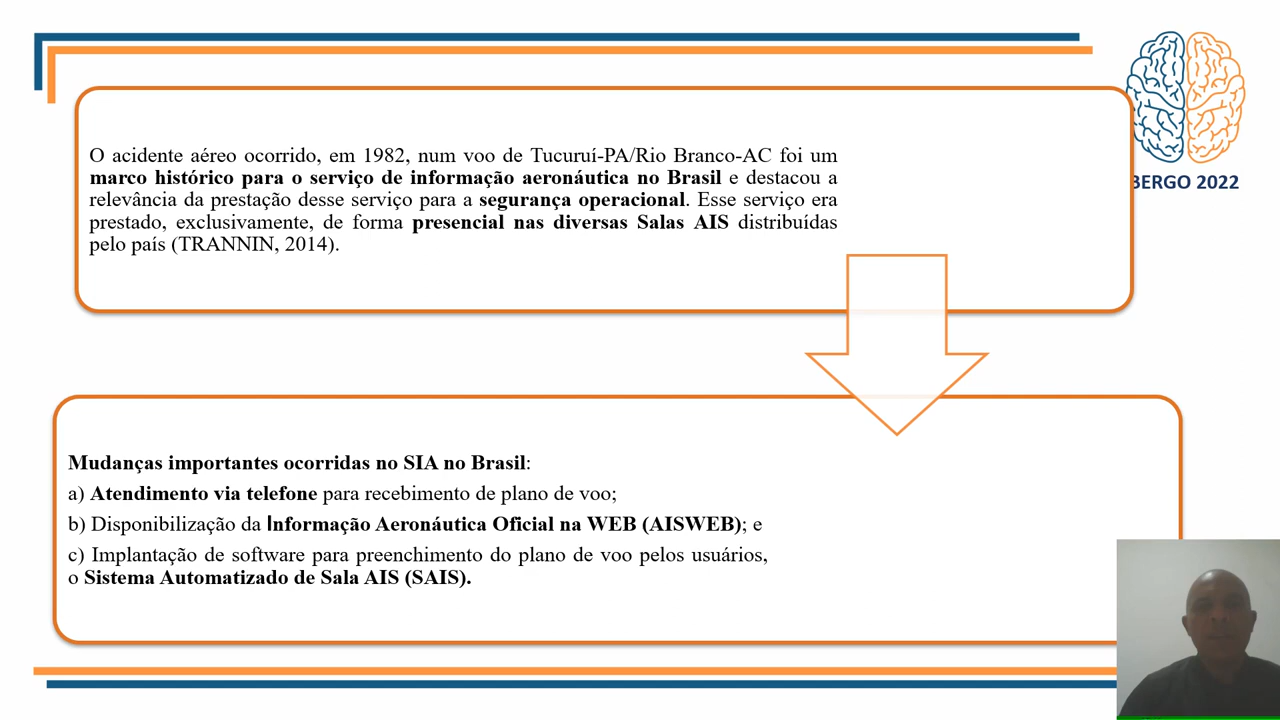 O acidente aéreo ocorrido, em 1982, num voo de Tucuruí-PA/Rio Branco-AC foi um
marco histórico para o serviço de informação aeronáutica no Brasil e destacou a
relevância da prestação desse serviço para a segurança operacional. Esse serviço era
prestado, exclusivamente, de forma presencial nas diversas Salas AIS distribuídas
pelo país (TRANNIN, 2014).
BERGO 2022
Mudanças importantes ocorridas no SIA no Brasil:
a) Atendimento via telefone para recebimento de plano de voo;
b) Disponibilização da Informação Aeronáutica Oficial na WEB (AISWEB); e
c) Implantação de software para preenchimento do plano de voo pelos usuários,
o Sistema Automatizado de Sala AIS (SAIS).